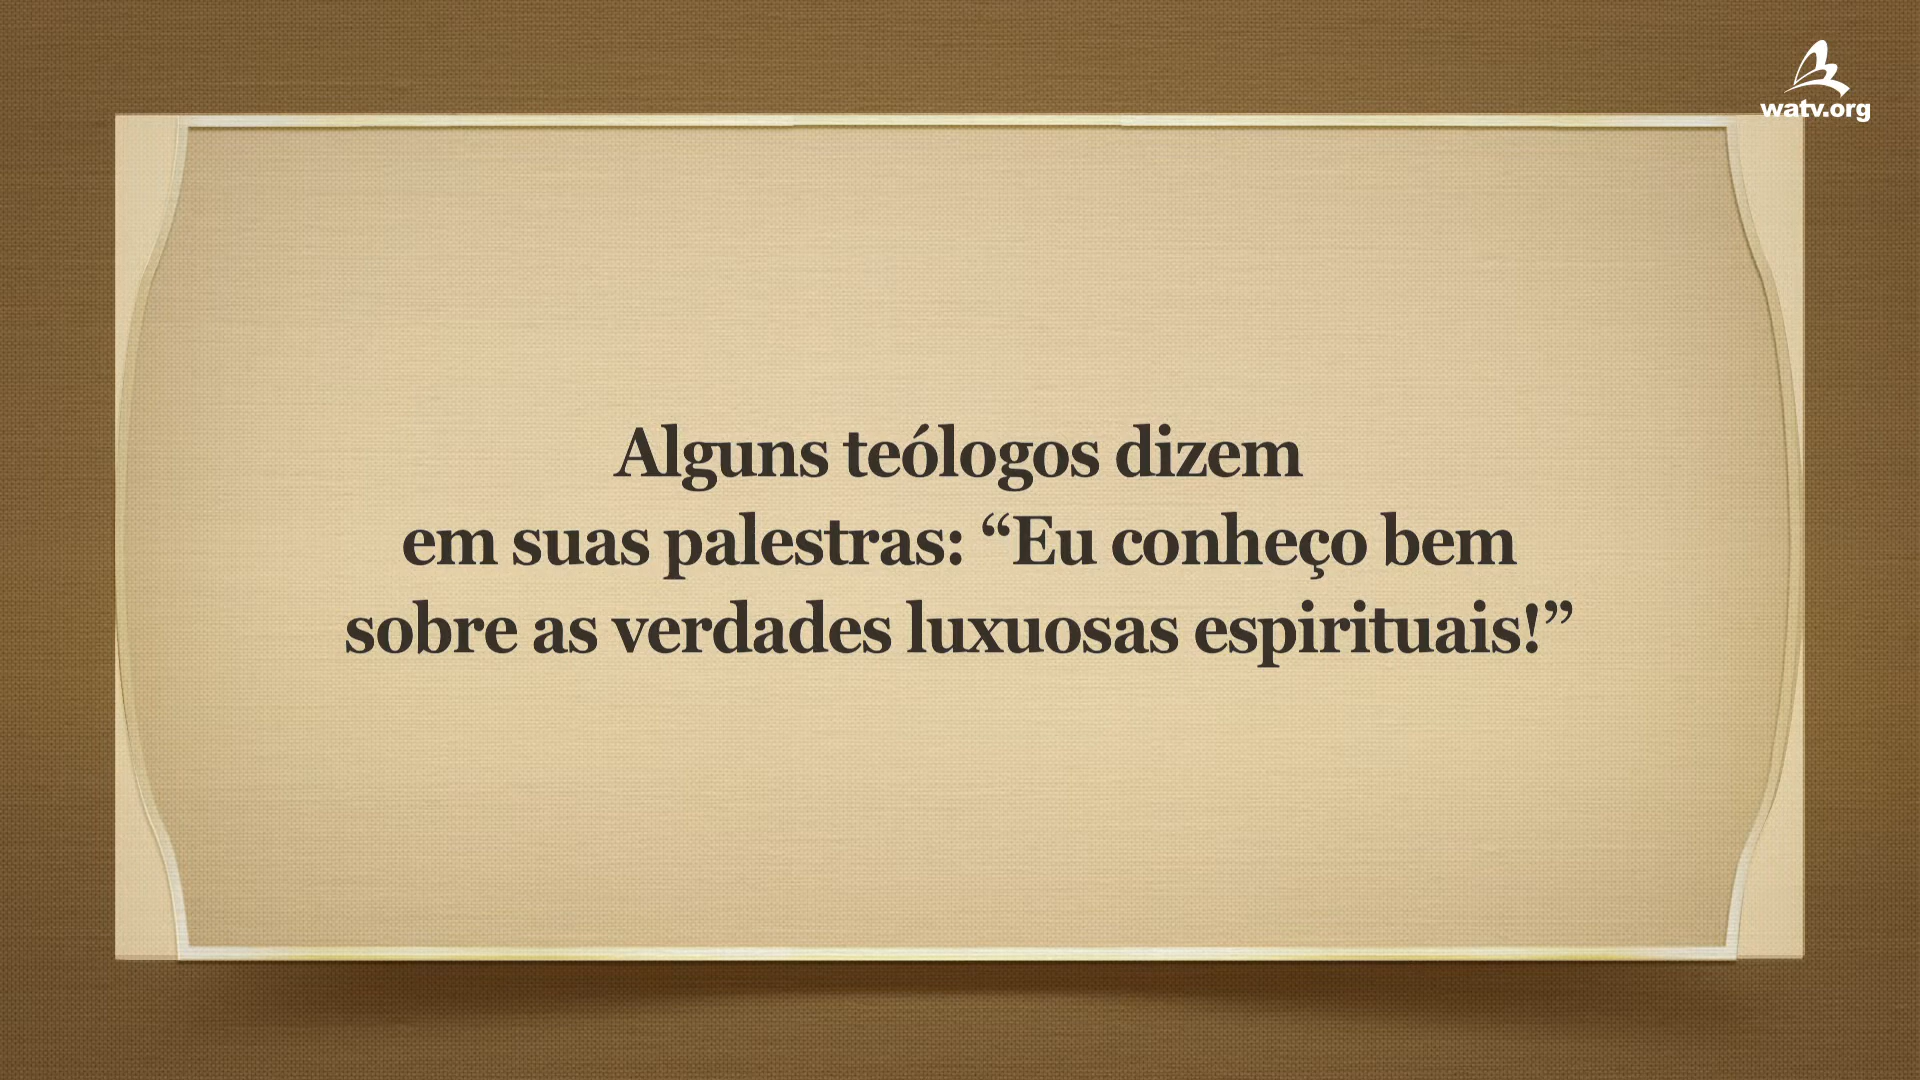 watv.org
Alguns teólogos dizem
em suas palestras: “Eu conheço bem
sobre as verdades luxuosas espirituais!”